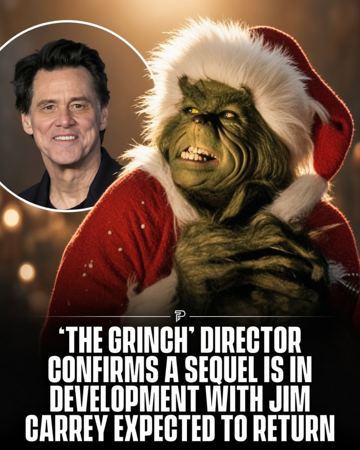 ‘THE GRINCH’ DIRECTOR
CONFIRMS A SEQUEL IS IN
DEVELOPMENT WITH JIM
CARREY EXPECTED TO RETURN